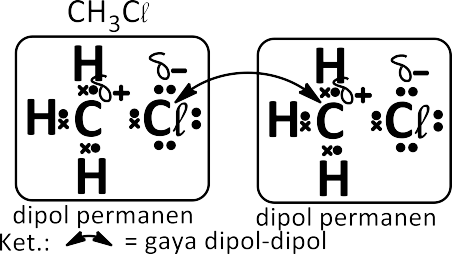 CH₃Cl
H δ- H δ-
δ+ δ+
H C Cl H C Cl
H H
dipol permanen dipol permanen
Ket.: = gaya dipol-dipol